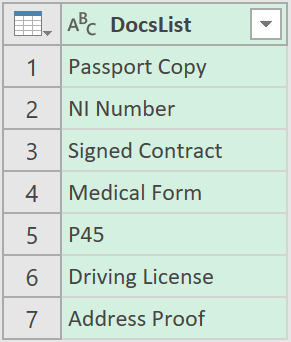 ABC DocsList
1 Passport Copy
2 NI Number
3 Signed Contract
4 Medical Form
5 P45
6 Driving License
7 Address Proof